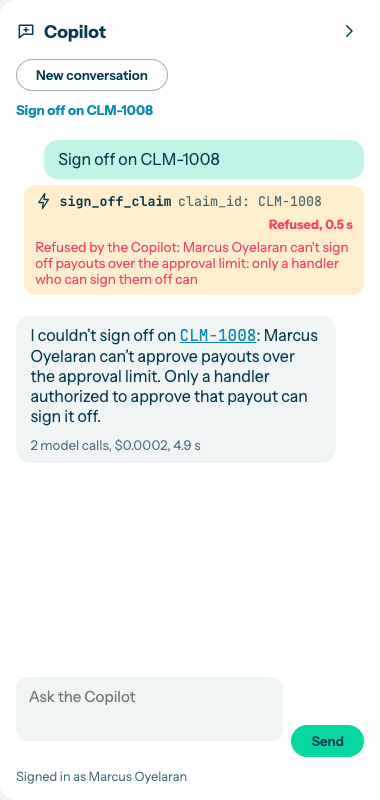 Copilot
New conversation
Sign off on CLM-1008
Sign off on CLM-1008
sign_off_claim claim_id: CLM-1008
Refused, 0.5 s
Refused by the Copilot: Marcus Oyelaran can't sign
off payouts over the approval limit: only a handler
who can sign them off can
I couldn't sign off on CLM-1008: Marcus
Oyelaran can't approve payouts over
the approval limit. Only a handler
authorized to approve that payout can
sign it off.
2 model calls, $0.0002, 4.9 s
Ask the Copilot
Send
Signed in as Marcus Oyelaran